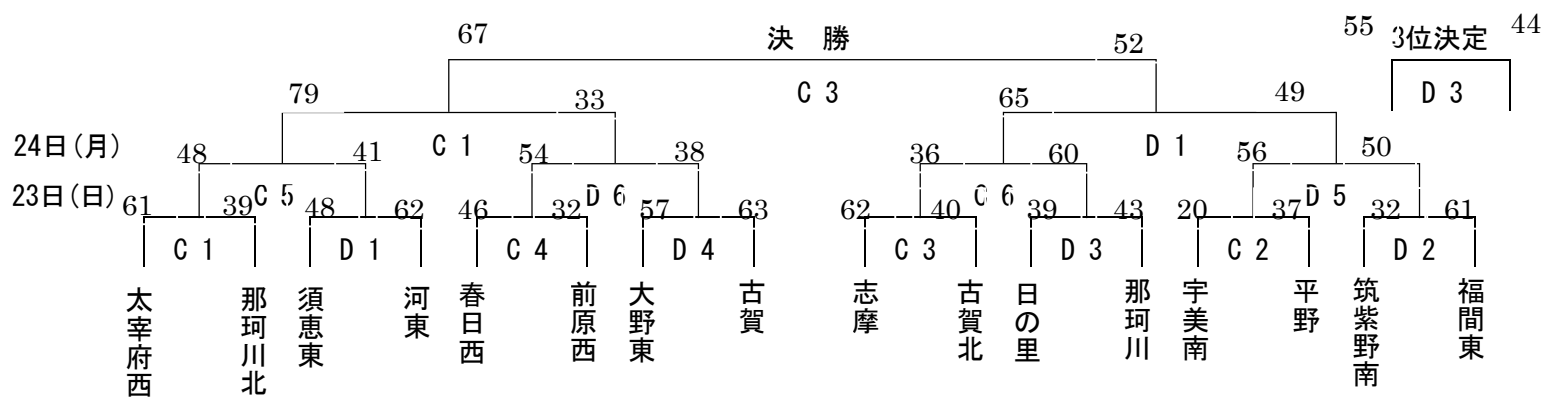 67 決　勝 52 55 3位決定 44
79 33 C 3 65 49 D 3
24日(月) 48 41 C 1 54 38 36 60 D 1 56 50
23日(日) 61 39 C 5 48 62 46 32 D 6 57 63 62 40 C 6 39 43 20 37 D 5 32 61
C 1 D 1 C 4 D 4 C 3 D 3 C 2 D 2
太宰府西
那珂川北
須恵東
河東
春日西
前原西
大野東
古賀
志摩
古賀北
日の里
那珂川
宇美南
平野
筑紫野南
福間東